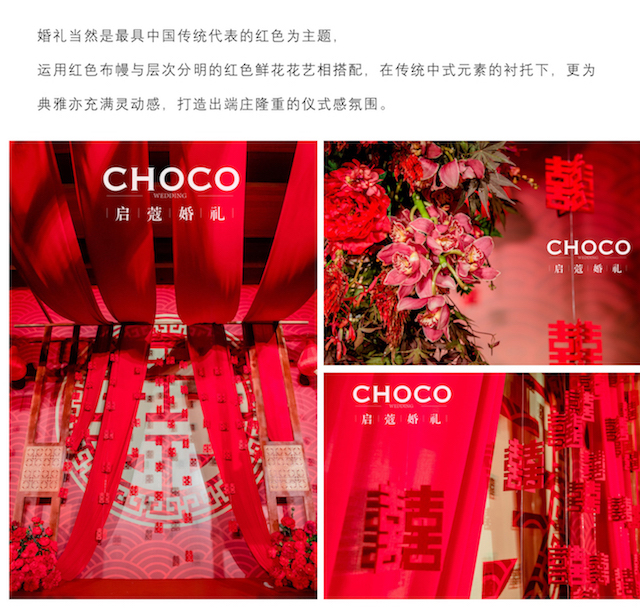 婚礼当然是最具中国传统代表的红色为主题，
运用红色布幔与层次分明的红色鲜花花艺相搭配，在传统中式元素的衬托下，更为
典雅亦充满灵动感，打造出端庄隆重的仪式感氛围。
CHOCO
WEDDING
启蔻婚礼
囍
CHOCO
WEDDING
启蔻婚礼
囍
CHOCO
WEDDING
启蔻婚礼
囍